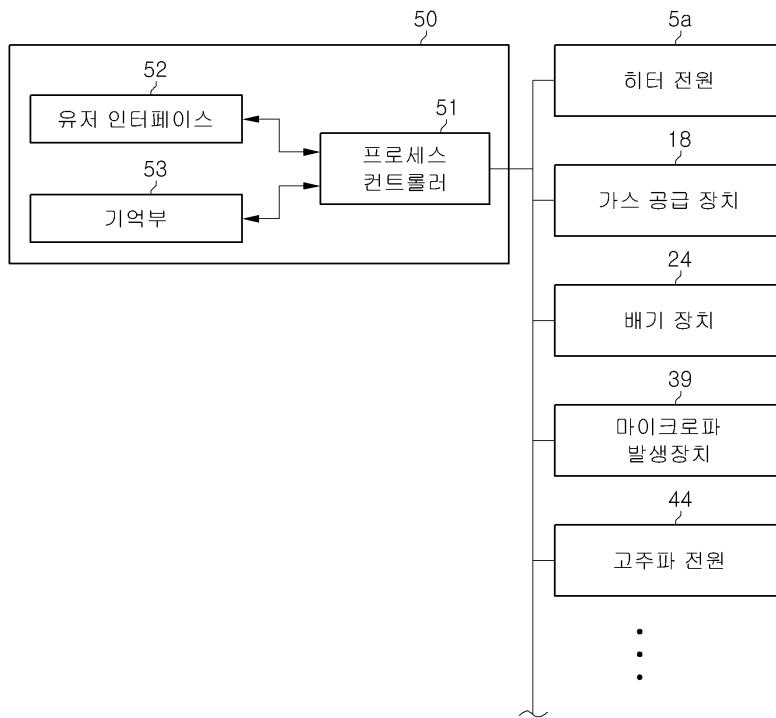 50
52
유저 인터페이스
53
기억부
51
프로세스
컨트롤러
5a
히터 전원
18
가스 공급 장치
24
배기 장치
39
마이크로파
발생장치
44
고주파 전원